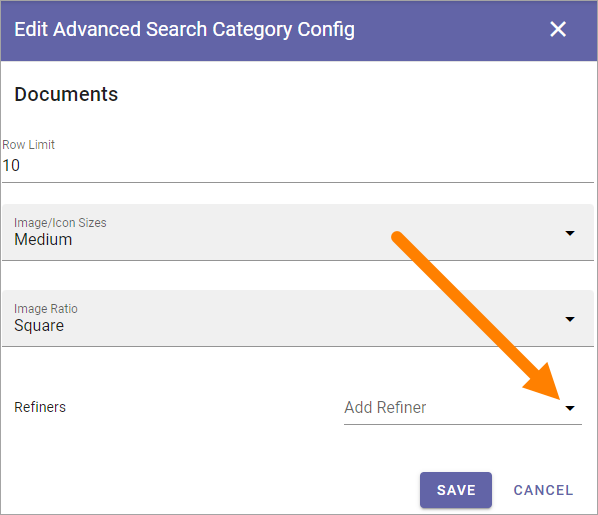 Edit Advanced Search Category Config
Documents
Row Limit
10
Image/Icon Sizes
Medium
Image Ratio
Square
Refiners Add Refiner
SAVE CANCEL